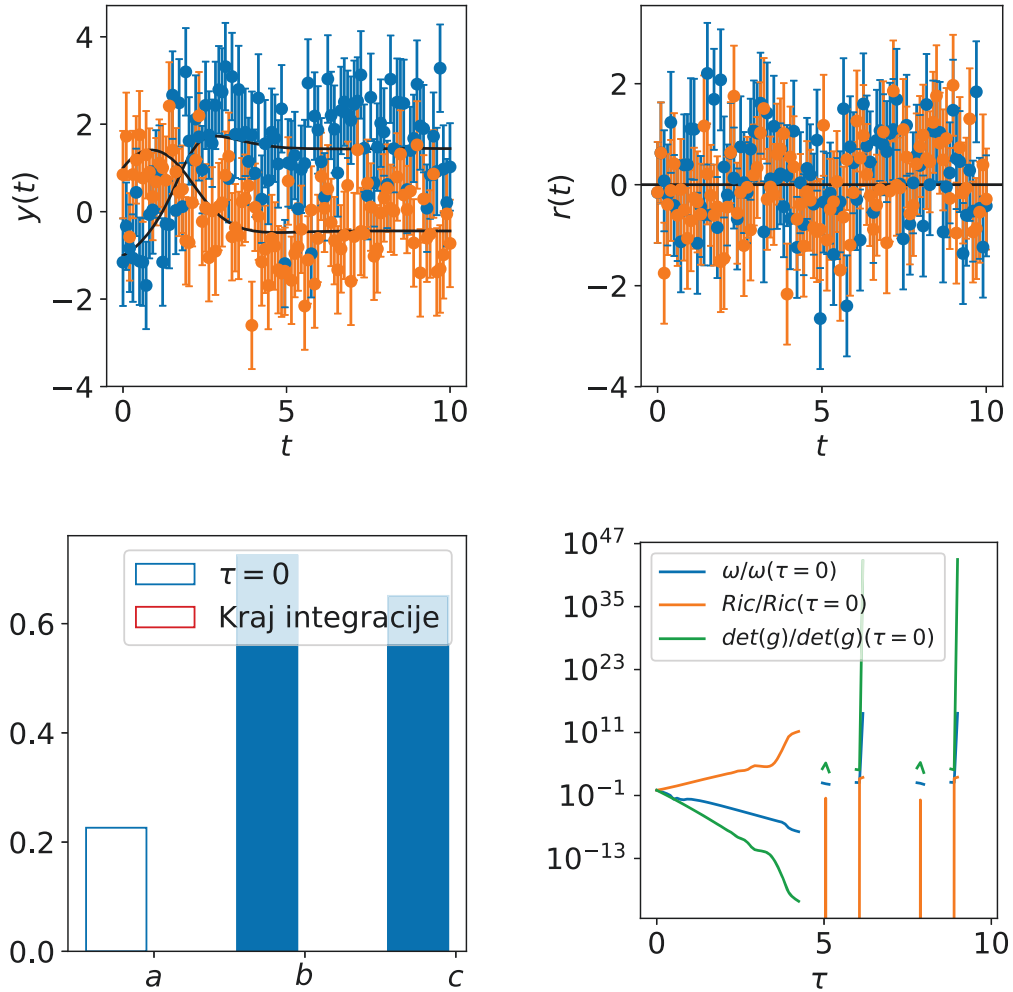 4
2
0
−2
−4
y(t)
0
5
10
t
2
0
−2
−4
r(t)
0
5
10
t
0.6
0.4
0.2
0.0
τ = 0
Kraj integracije
a
b
c
10^47
10^35
10^23
10^11
10^−1
10^−13
ω/ω(τ = 0)
Ric/Ric(τ = 0)
det(g)/det(g)(τ = 0)
0
5
10
τ